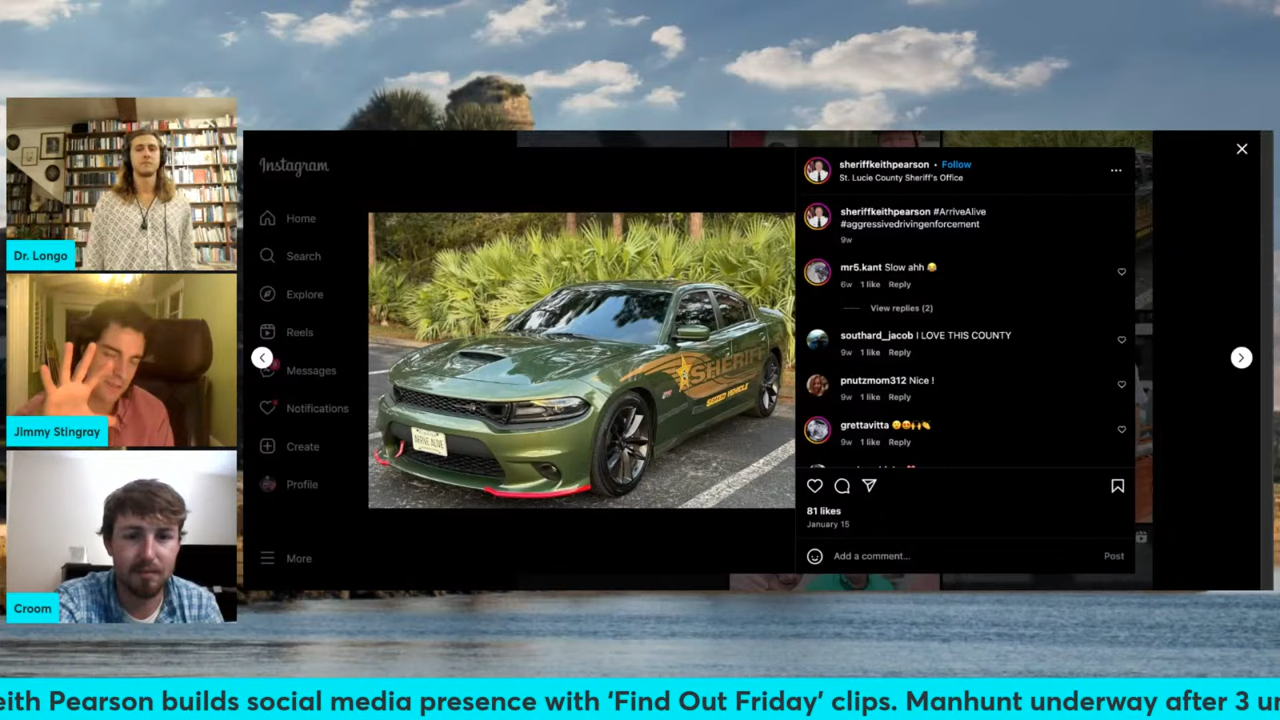 Dr. Longo
Jimmy Stingray
Croom
Instagram
Home
Search
Explore
Reels
Messages
Notifications
Create
Profile
More
SHERIFF
ARRIVE ALIVE
sheriffkeithpearson • Follow
St. Lucie County Sheriff's Office
sheriffkeithpearson #ArriveAlive
#aggressivedrivingenforcement
9w
mr5.kant Slow ahh 😂
6w 1 like Reply
View replies (2)
southard_jacob I LOVE THIS COUNTY
9w 1 like Reply
pnutzmom312 Nice !
9w 1 like Reply
grettavitta 😮😍🙌👏
9w 1 like Reply
81 likes
January 15
Add a comment...
Post
eith Pearson builds social media presence with ‘Find Out Friday’ clips. Manhunt underway after 3 u